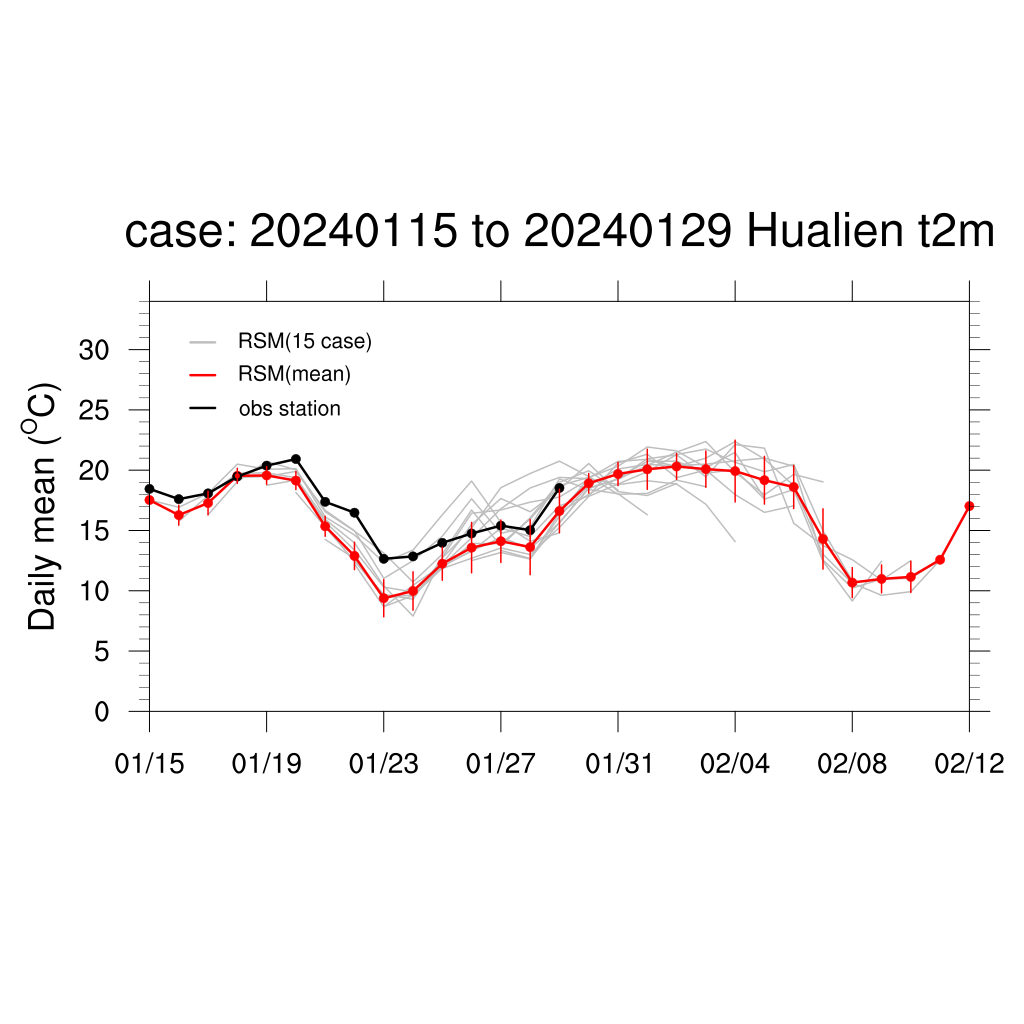 case: 20240115 to 20240129 Hualien t2m
RSM(15 case)
RSM(mean)
obs station
Daily mean (°C)
30
25
20
15
10
5
0
01/15 01/19 01/23 01/27 01/31 02/04 02/08 02/12